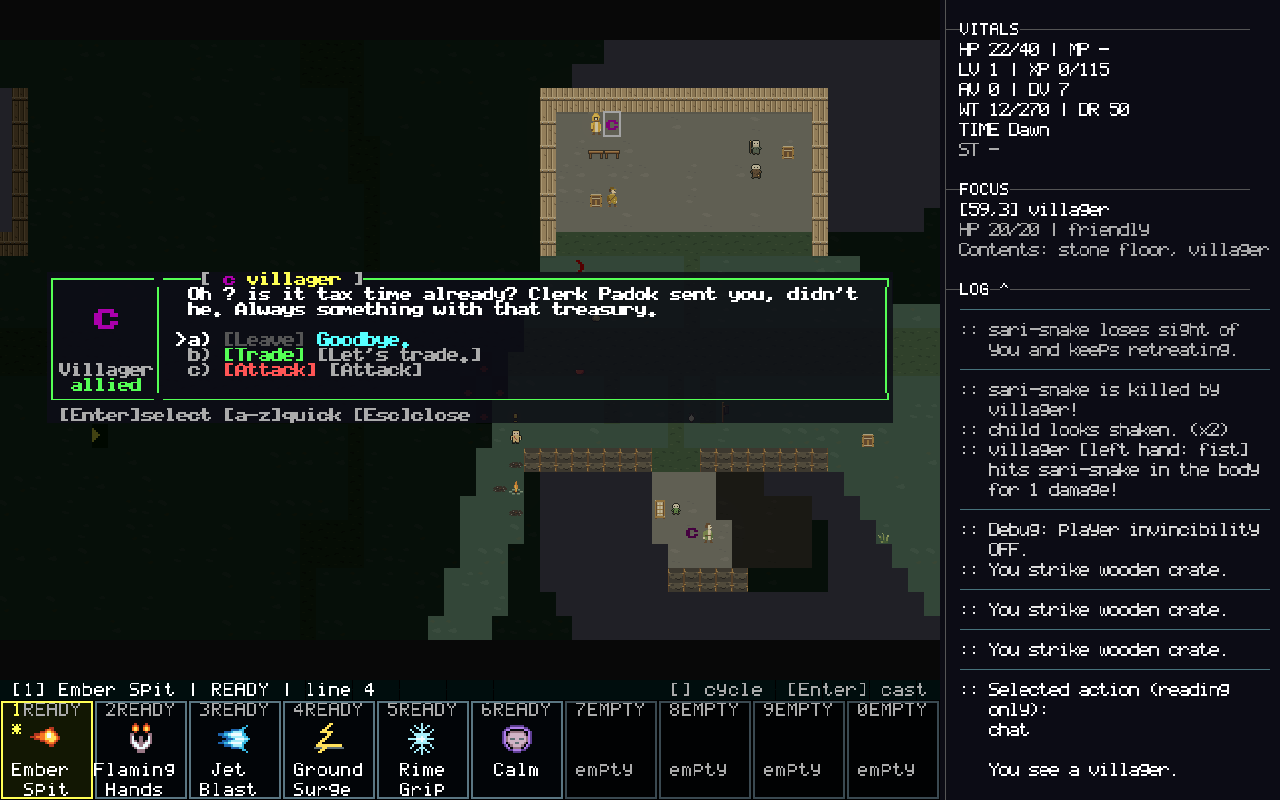 VITALS
HP 22/40 | MP -
LV 1 | XP 0/115
AV 0 | DV 7
WT 12/270 | DR 50
TIME Dawn
ST -
FOCUS
[59,3] villager
HP 20/20 | friendly
Contents: stone floor, villager
LOG ^
:: sari-snake loses sight of
you and keeps retreating.
:: sari-snake is killed by
villager!
:: child looks shaken. (x2)
:: villager [left hand: fist]
hits sari-snake in the body
for 1 damage!
:: Debug: Player invincibility
OFF.
:: You strike wooden crate.
:: You strike wooden crate.
:: You strike wooden crate.
:: Selected action (reading
only):
chat
You see a villager.
[ c villager ]
Oh ? is it tax time already? Clerk Padok sent you, didn't
he. Always something with that treasury.
>a) [Leave] Goodbye.
b) [Trade] [Let's trade.]
c) [Attack] [Attack]
c
Villager
allied
[Enter]select [a-z]quick [Esc]close
c
c
[1] Ember Spit | READY | line 4
[] cycle [Enter] cast
1READY 2READY 3READY 4READY 5READY 6READY 7EMPTY 8EMPTY 9EMPTY 0EMPTY
*
Ember Spit
Flaming Hands
Jet Blast
Ground Surge
Rime Grip
Calm
empty
empty
empty
empty